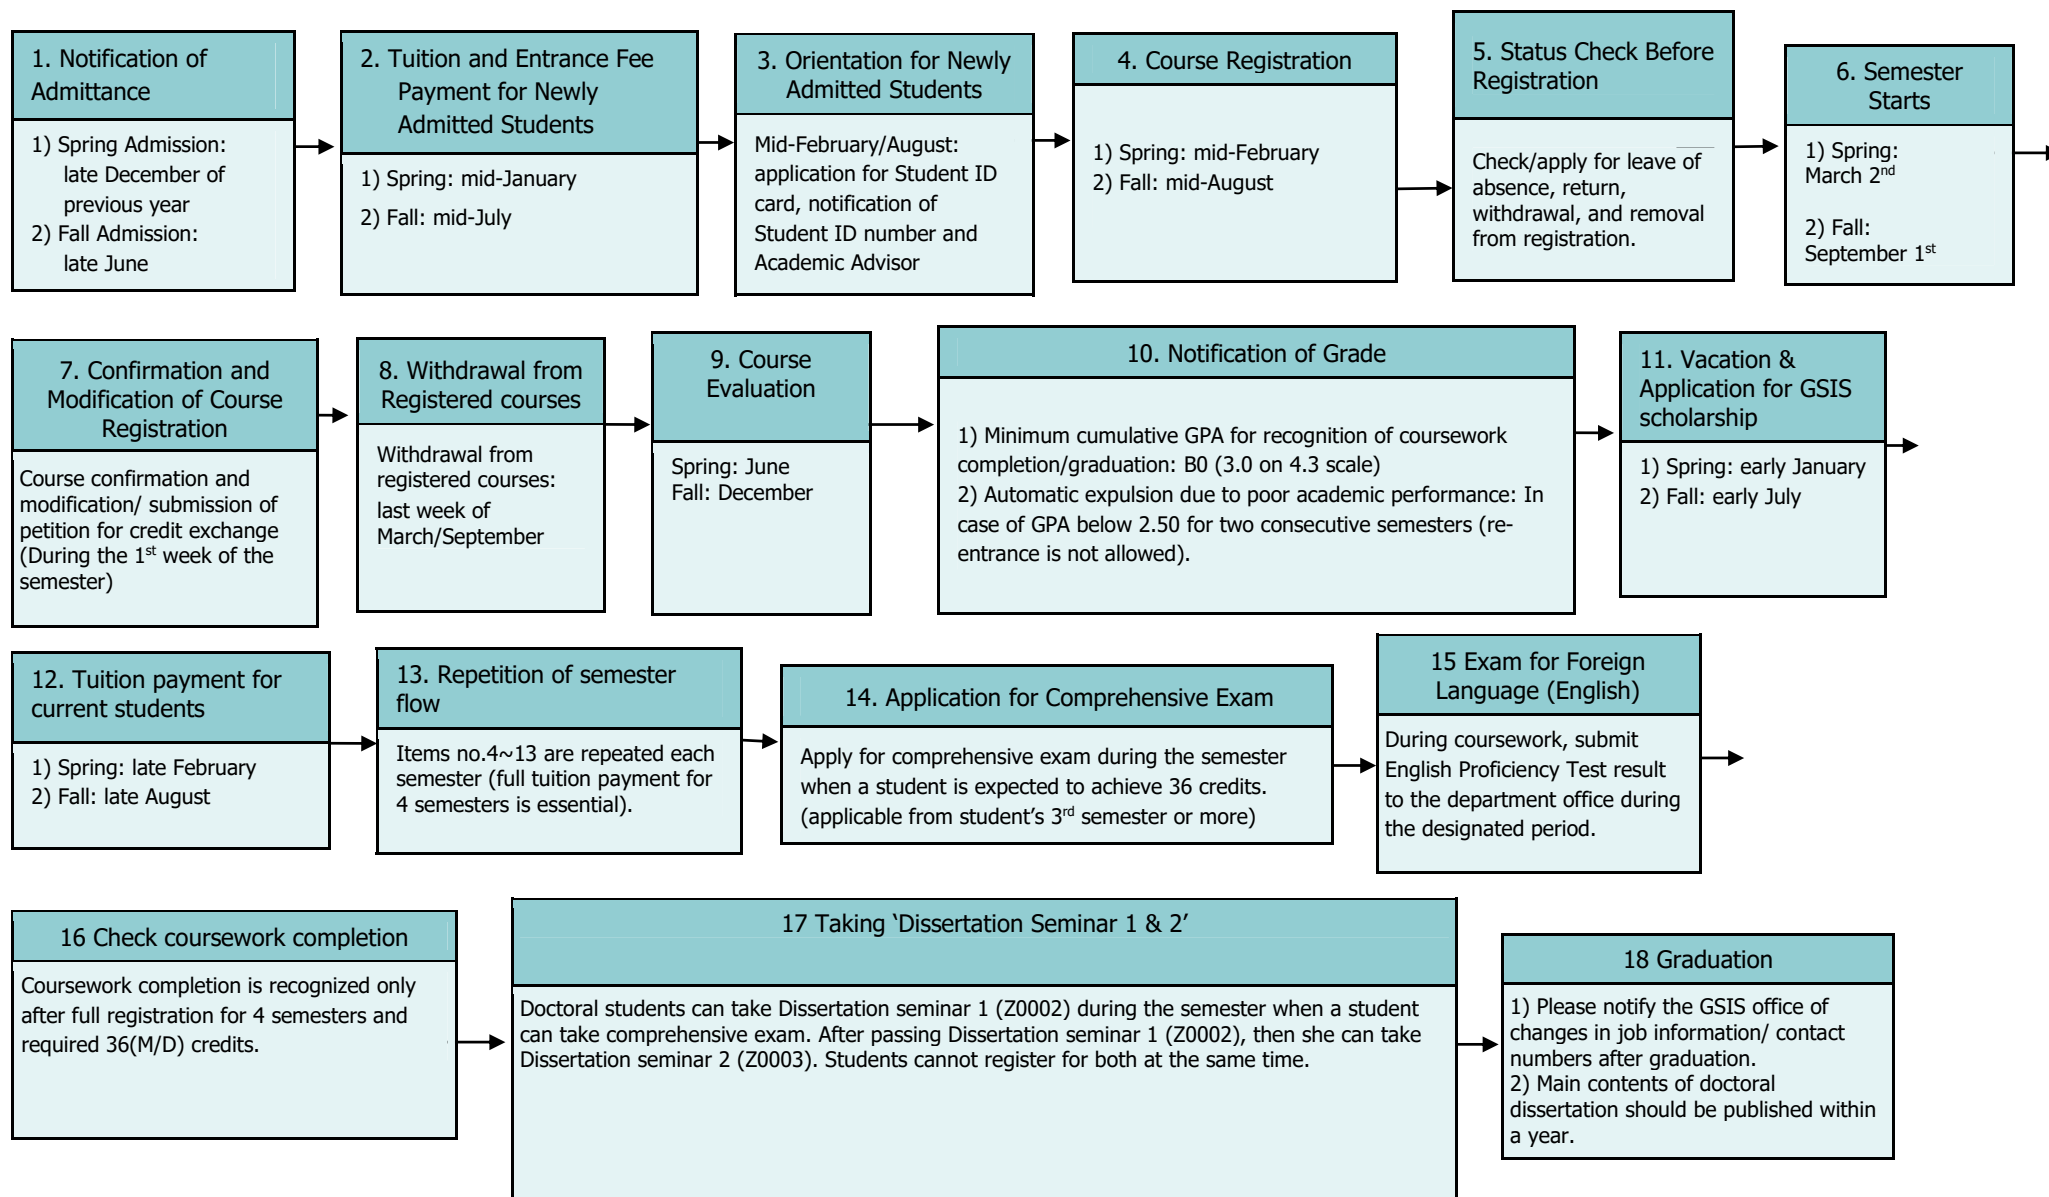 1. Notification of
Admittance
1) Spring Admission:
late December of
previous year
2) Fall Admission:
late June
2. Tuition and Entrance Fee
Payment for Newly
Admitted Students
1) Spring: mid-January
2) Fall: mid-July
3. Orientation for Newly
Admitted Students
Mid-February/August:
application for Student ID
card, notification of
Student ID number and
Academic Advisor
4. Course Registration
1) Spring: mid-February
2) Fall: mid-August
5. Status Check Before
Registration
Check/apply for leave of
absence, return,
withdrawal, and removal
from registration.
6. Semester
Starts
1) Spring:
March 2nd
2) Fall:
September 1st
7. Confirmation and
Modification of Course
Registration
Course confirmation and
modification/ submission of
petition for credit exchange
(During the 1st week of the
semester)
8. Withdrawal from
Registered courses
Withdrawal from
registered courses:
last week of
March/September
9. Course
Evaluation
Spring: June
Fall: December
10. Notification of Grade
1) Minimum cumulative GPA for recognition of coursework
completion/graduation: B0 (3.0 on 4.3 scale)
2) Automatic expulsion due to poor academic performance: In
case of GPA below 2.50 for two consecutive semesters (re-
entrance is not allowed).
11. Vacation &
Application for GSIS
scholarship
1) Spring: early January
2) Fall: early July
12. Tuition payment for
current students
1) Spring: late February
2) Fall: late August
13. Repetition of semester
flow
Items no.4~13 are repeated each
semester (full tuition payment for
4 semesters is essential).
14. Application for Comprehensive Exam
Apply for comprehensive exam during the semester
when a student is expected to achieve 36 credits.
(applicable from student's 3rd semester or more)
15 Exam for Foreign
Language (English)
During coursework, submit
English Proficiency Test result
to the department office during
the designated period.
16 Check coursework completion
Coursework completion is recognized only
after full registration for 4 semesters and
required 36(M/D) credits.
17 Taking ‘Dissertation Seminar 1 & 2’
Doctoral students can take Dissertation seminar 1 (Z0002) during the semester when a student
can take comprehensive exam. After passing Dissertation seminar 1 (Z0002), then she can take
Dissertation seminar 2 (Z0003). Students cannot register for both at the same time.
18 Graduation
1) Please notify the GSIS office of
changes in job information/ contact
numbers after graduation.
2) Main contents of doctoral
dissertation should be published within
a year.